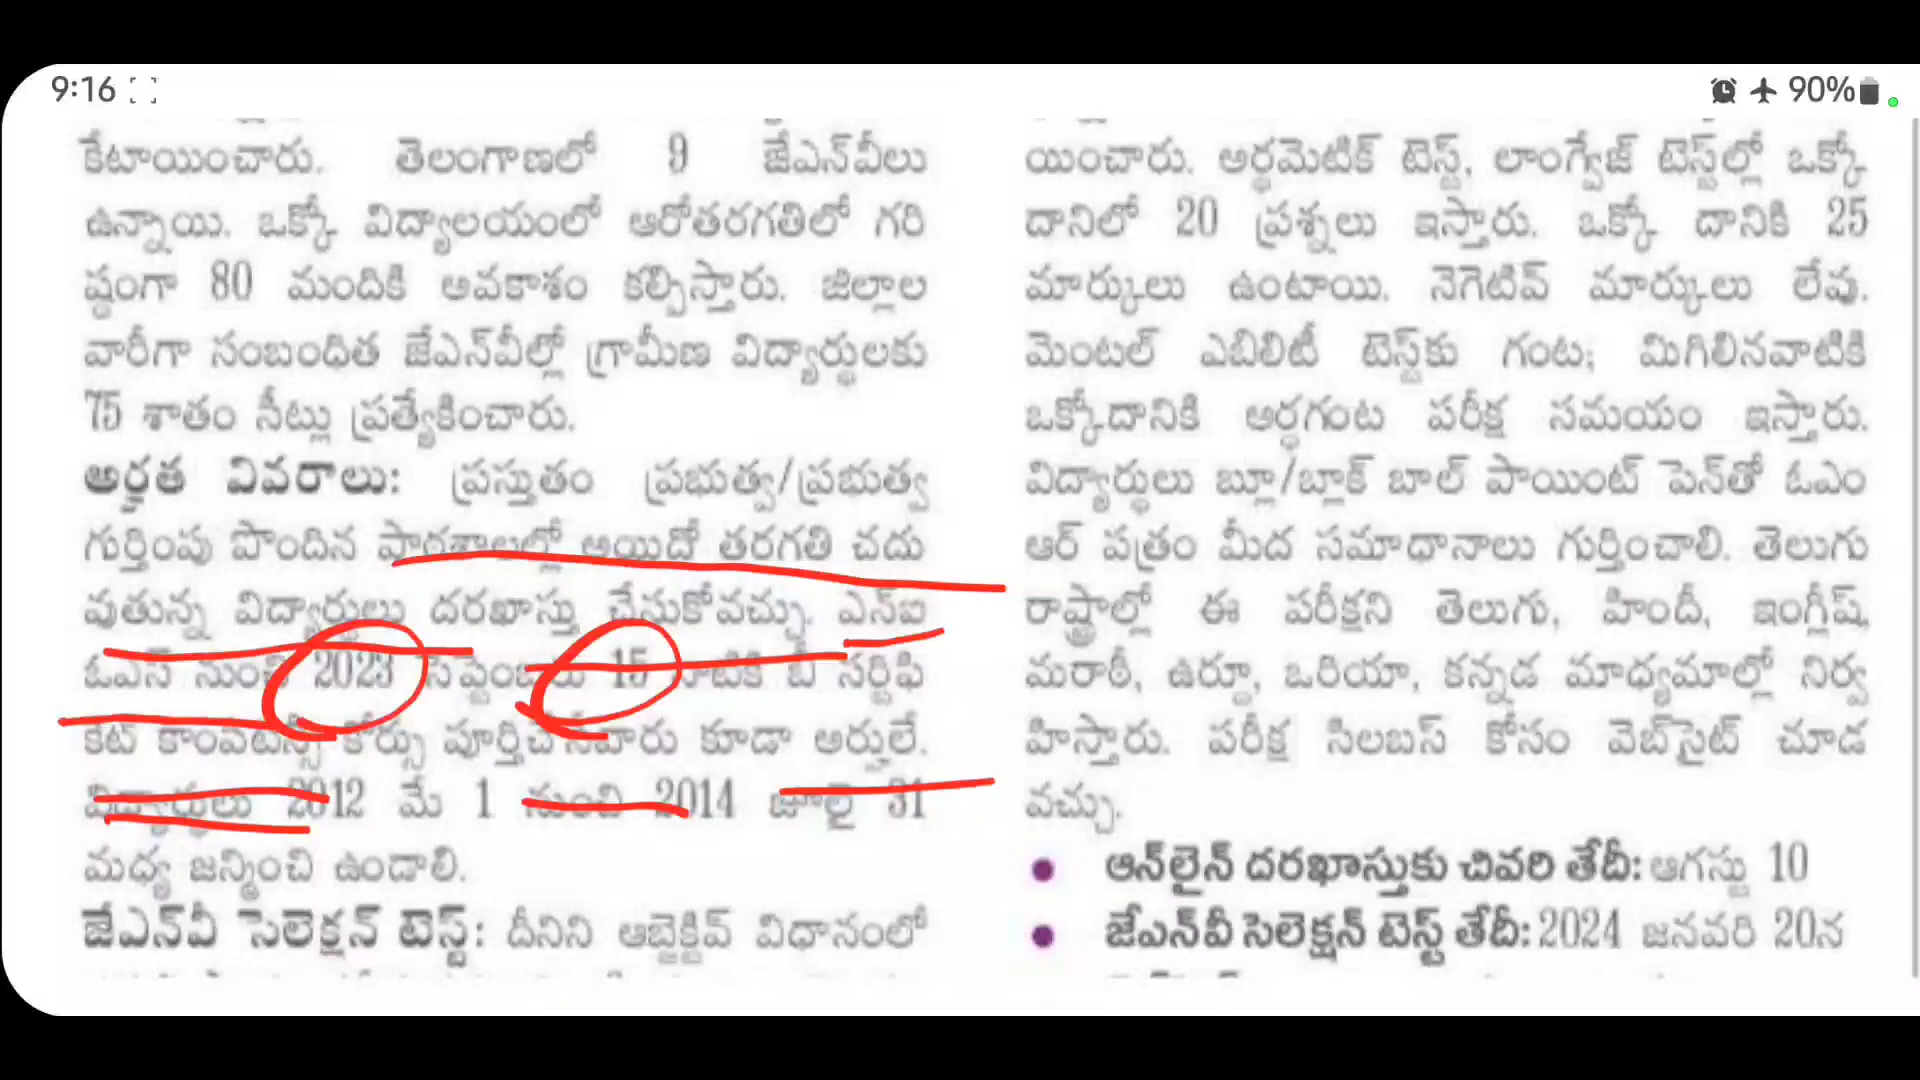 9:16
90%
కేటాయించారు. తెలంగాణలో 9 జేఎన్‌వీలు
ఉన్నాయి. ఒక్కో విద్యాలయంలో ఆరోతరగతిలో గరి
ష్ఠంగా 80 మందికి అవకాశం కల్పిస్తారు. జిల్లాల
వారీగా సంబంధిత జేఎన్‌వీల్లో గ్రామీణ విద్యార్థులకు
75 శాతం సీట్లు ప్రత్యేకించారు.
అర్హత వివరాలు: ప్రస్తుతం ప్రభుత్వ/ప్రభుత్వ
గుర్తింపు పొందిన పాఠశాలల్లో అయిదో తరగతి చదు
వుతున్న విద్యార్థులు దరఖాస్తు చేసుకోవచ్చు. ఎన్‌ఐ
ఓఎస్ నుంచి 2023 సెప్టెంబరు 15 నాటికి బీ సర్టిఫి
కేట్ కాంపిటెన్సీ కోర్సు పూర్తిచేసేవారు కూడా అర్హులే.
విద్యార్థులు 2012 మే 1 నుంచి 2014 జూలై 31
మధ్య జన్మించి ఉండాలి.
జేఎన్‌వీ సెలెక్షన్ టెస్ట్: దీనిని ఆబ్జెక్టివ్ విధానంలో
యించారు. అర్థమెటిక్ టెస్ట్, లాంగ్వేజ్ టెస్ట్‌ల్లో ఒక్కో
దానిలో 20 ప్రశ్నలు ఇస్తారు. ఒక్కో దానికి 25
మార్కులు ఉంటాయి. నెగెటివ్ మార్కులు లేవు.
మెంటల్ ఎబిలిటీ టెస్ట్‌కు గంట; మిగిలినవాటికి
ఒక్కోదానికి అర్ధగంట పరీక్ష సమయం ఇస్తారు.
విద్యార్థులు బ్లూ/బ్లాక్ బాల్ పాయింట్ పెన్‌తో ఓఎం
ఆర్ పత్రం మీద సమాధానాలు గుర్తించాలి. తెలుగు
రాష్ట్రాల్లో ఈ పరీక్షని తెలుగు, హిందీ, ఇంగ్లీష్,
మరాఠీ, ఉర్దూ, ఒరియా, కన్నడ మాధ్యమాల్లో నిర్వ
హిస్తారు. పరీక్ష సిలబస్ కోసం వెబ్‌సైట్ చూడ
వచ్చు.
● ఆన్‌లైన్ దరఖాస్తుకు చివరి తేదీ: ఆగస్టు 10
● జేఎన్‌వీ సెలెక్షన్ టెస్ట్ తేదీ: 2024 జనవరి 20న